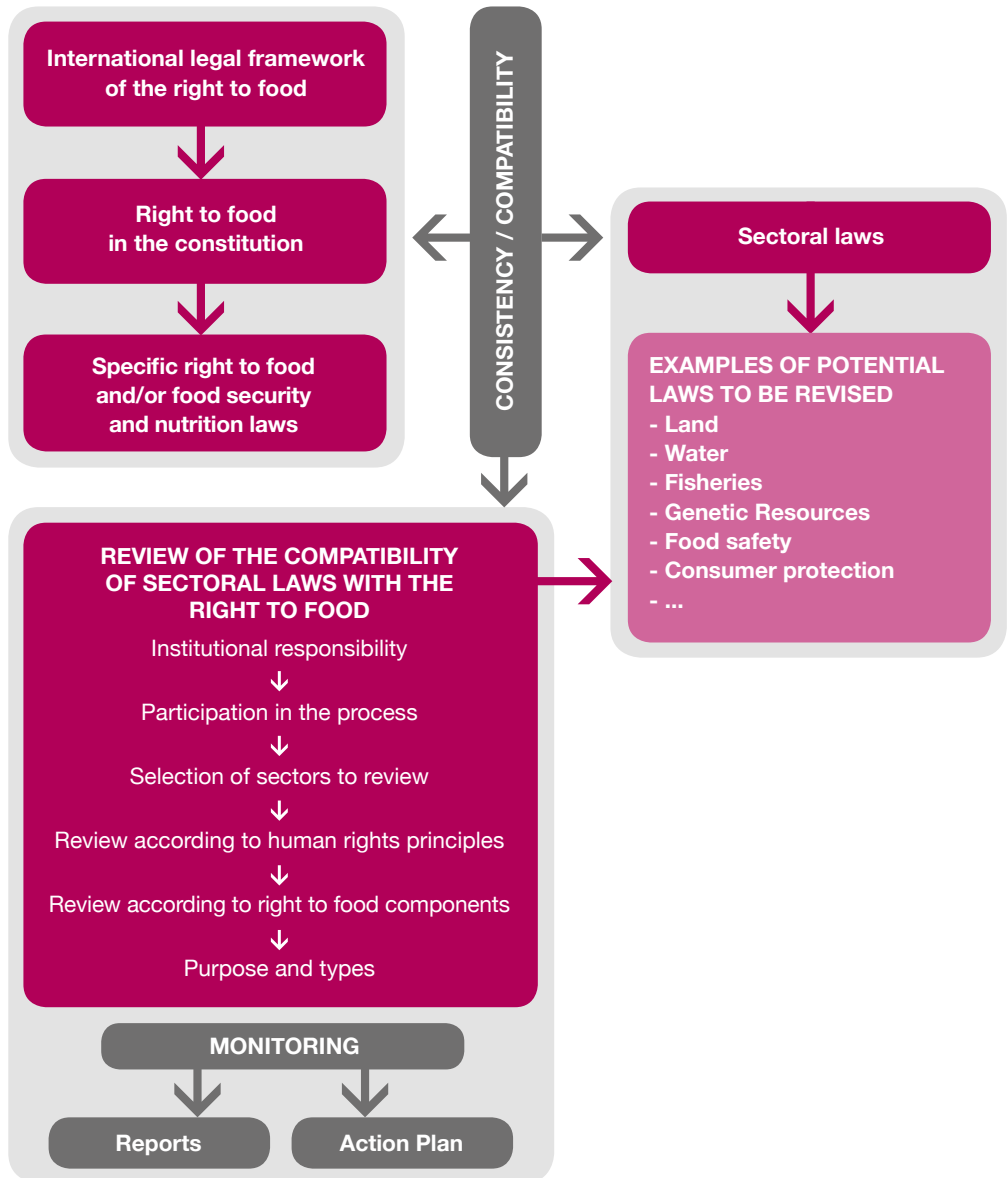 International legal framework
of the right to food
Right to food
in the constitution
Specific right to food
and/or food security
and nutrition laws
CONSISTENCY / COMPATIBILITY
Sectoral laws
EXAMPLES OF POTENTIAL
LAWS TO BE REVISED
- Land
- Water
- Fisheries
- Genetic Resources
- Food safety
- Consumer protection
- ...
REVIEW OF THE COMPATIBILITY
OF SECTORAL LAWS WITH THE
RIGHT TO FOOD
Institutional responsibility
Participation in the process
Selection of sectors to review
Review according to human rights principles
Review according to right to food components
Purpose and types
MONITORING
Reports
Action Plan